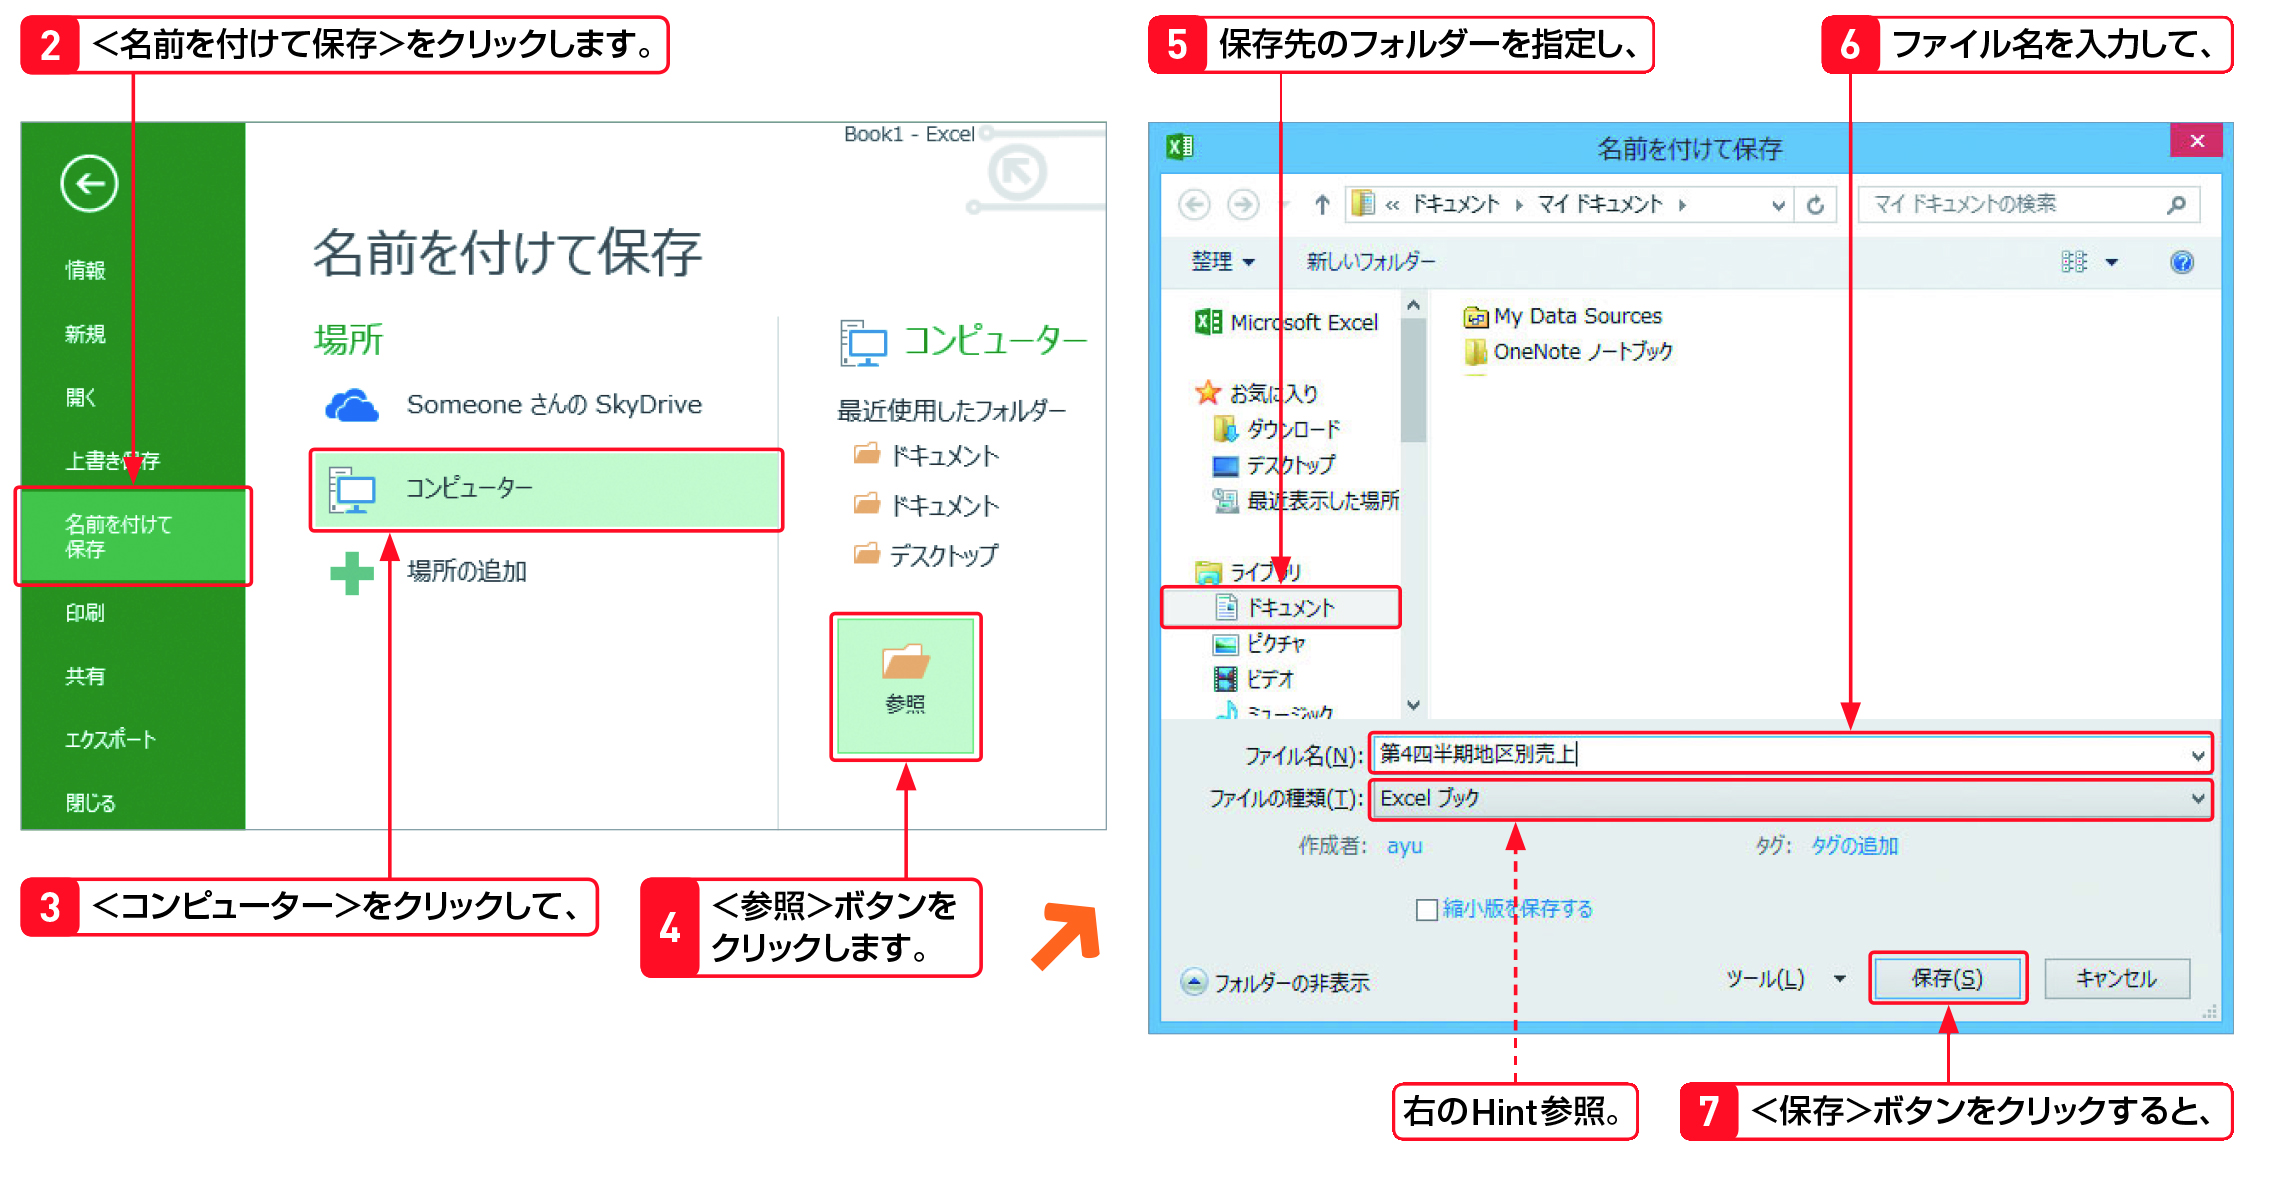 2 <名前を付けて保存>をクリックします。
Book1 - Excel
情報
新規
開く
上書き保存
名前を付けて
保存
印刷
共有
エクスポート
閉じる
名前を付けて保存
場所
Someone さんの SkyDrive
コンピューター
場所の追加
コンピューター
最近使用したフォルダー
ドキュメント
ドキュメント
デスクトップ
参照
3 <コンピューター>をクリックして、
4 <参照>ボタンを
クリックします。
5 保存先のフォルダーを指定し、
6 ファイル名を入力して、
名前を付けて保存
« ドキュメント マイ ドキュメント
マイ ドキュメントの検索
整理
新しいフォルダー
Microsoft Excel
お気に入り
ダウンロード
デスクトップ
最近表示した場所
ライブラリ
ドキュメント
ピクチャ
ビデオ
ミュージック
My Data Sources
OneNote ノートブック
ファイル名(N): 第4四半期地区別売上
ファイルの種類(T): Excel ブック
作成者: ayu
タグ: タグの追加
縮小版を保存する
フォルダーの非表示
ツール(L)
保存(S)
キャンセル
右のHint参照。
7 <保存>ボタンをクリックすると、